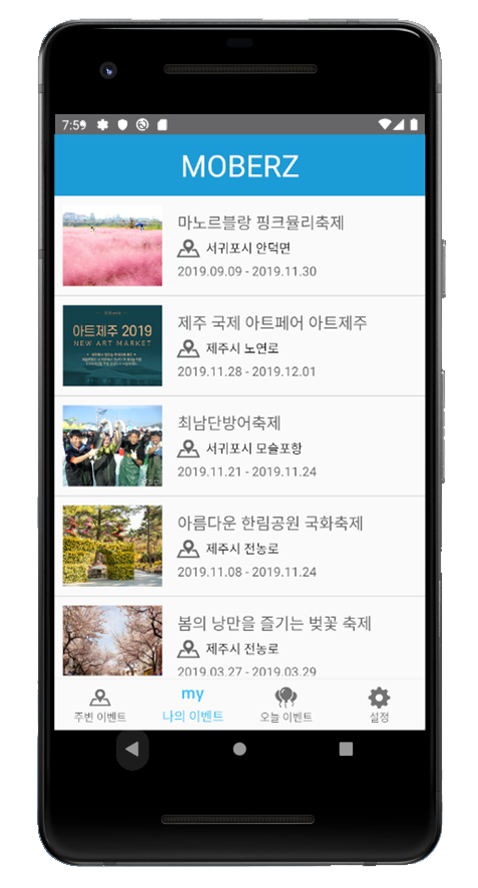 7:59
MOBERZ
마노르블랑 핑크뮬리축제
서귀포시 안덕면
2019.09.09 - 2019.11.30
아트제주 2019
NEW ART MARKET
제주 국제 아트페어 아트제주
제주시 노연로
2019.11.28 - 2019.12.01
최남단방어축제
서귀포시 모슬포항
2019.11.21 - 2019.11.24
아름다운 한림공원 국화축제
제주시 전농로
2019.11.08 - 2019.11.24
봄의 낭만을 즐기는 벚꽃 축제
제주시 전농로
2019.03.27 - 2019.03.29
주변 이벤트
my
나의 이벤트
오늘 이벤트
설정